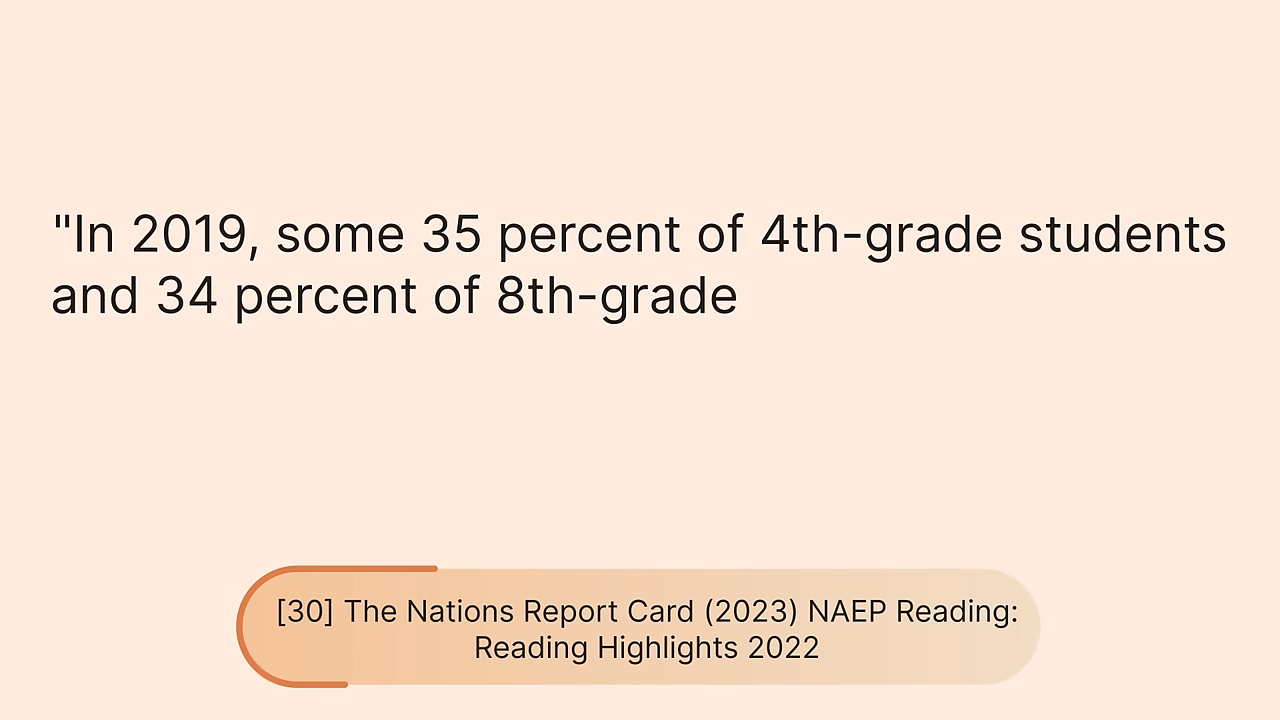 "In 2019, some 35 percent of 4th-grade students
and 34 percent of 8th-grade
[30] The Nations Report Card (2023) NAEP Reading:
Reading Highlights 2022